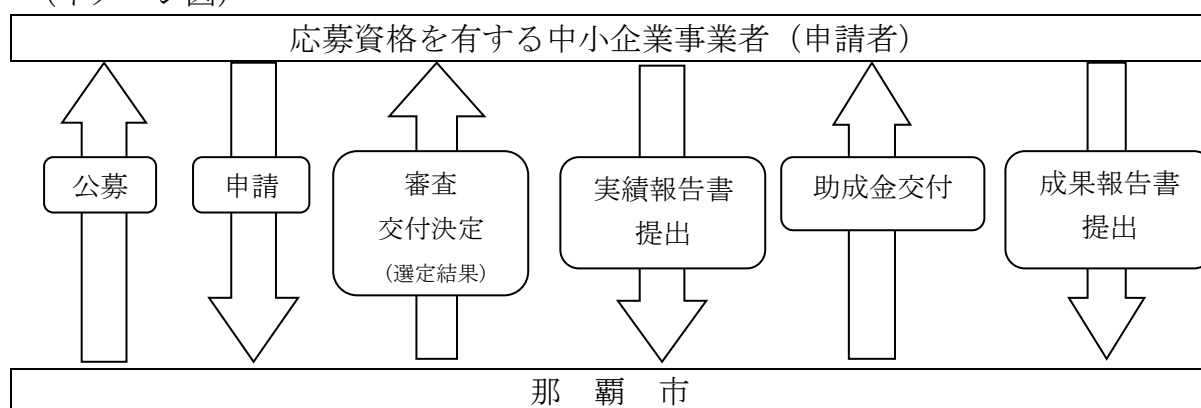 応募資格を有する中小企業事業者(申請者)
公募
申請
審査
交付決定
(選定結果)
実績報告書
提出
助成金交付
成果報告書
提出
那 覇 市